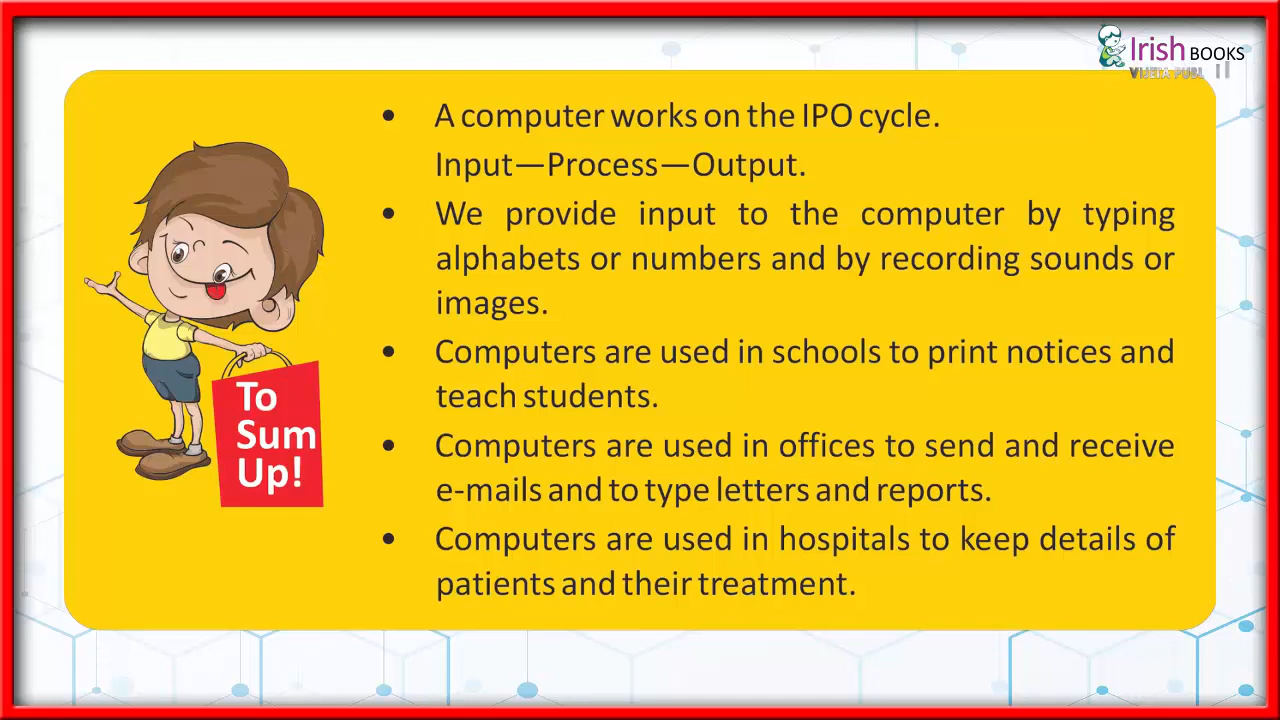 Irish BOOKS
• A computer works on the IPO cycle.
Input—Process—Output.
• We provide input to the computer by typing
alphabets or numbers and by recording sounds or
images.
• Computers are used in schools to print notices and
teach students.
• Computers are used in offices to send and receive
e-mails and to type letters and reports.
• Computers are used in hospitals to keep details of
patients and their treatment.
To
Sum
Up!